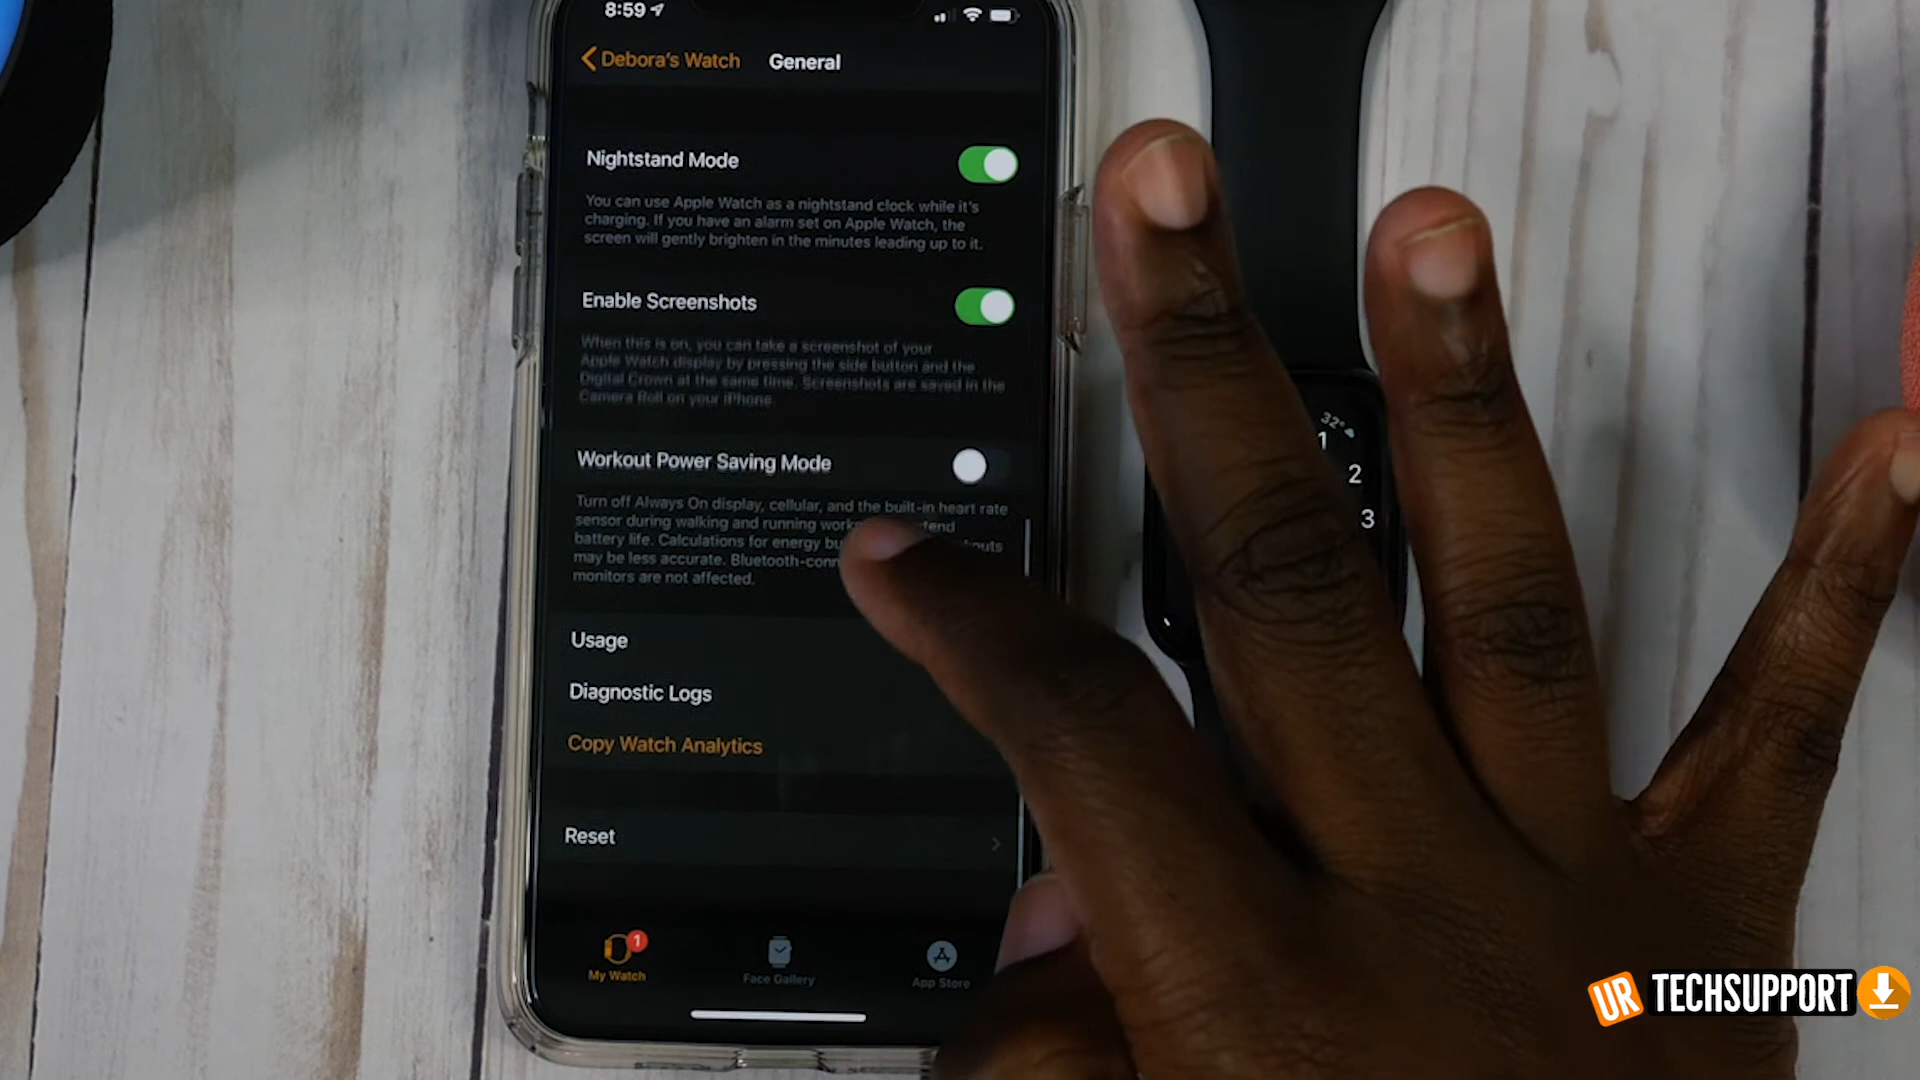 8:59
Debora's Watch General
Nightstand Mode
You can use Apple Watch as a nightstand clock while it's
charging. If you have an alarm set on Apple Watch, the
screen will gently brighten in the minutes leading up to it.
Enable Screenshots
When this is on, you can take a screenshot of your
Apple Watch display by pressing the side button and the
Digital Crown at the same time. Screenshots are saved in the
Camera Roll on your iPhone.
Workout Power Saving Mode
Turn off Always On display, cellular, and the built-in heart rate
sensor during walking and running
battery life. Calculations for energy
may be less accurate.
monitors are not affected.
Usage
Diagnostic Logs
Copy Watch Analytics
Reset
1
My Watch
Face Gallery
App Store
32°
1
2
3
UR TECHSUPPORT